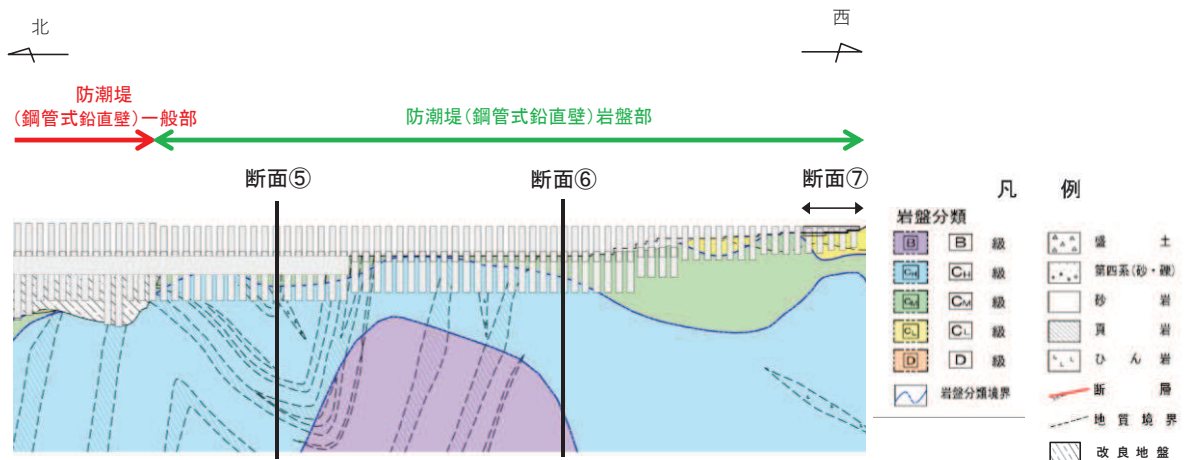 北
西
防潮堤
(鋼管式鉛直壁)一般部
防潮堤(鋼管式鉛直壁)岩盤部
断面⑤
断面⑥
断面⑦
凡 例
岩盤分類
B B 級
CH CH 級
CM CM 級
CL CL 級
D D 級
岩盤分類境界
盛 土
第四系(砂・礫)
砂 岩
頁 岩
ひ ん 岩
断 層
地 質 境 界
改 良 地 盤